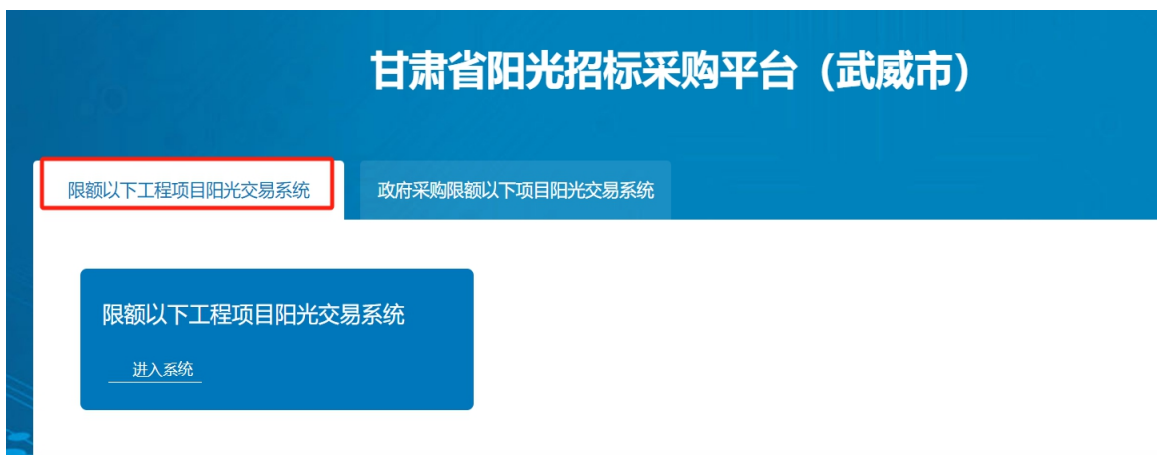 甘肃省阳光招标采购平台（武威市）
限额以下工程项目阳光交易系统
政府采购限额以下项目阳光交易系统
限额以下工程项目阳光交易系统
进入系统